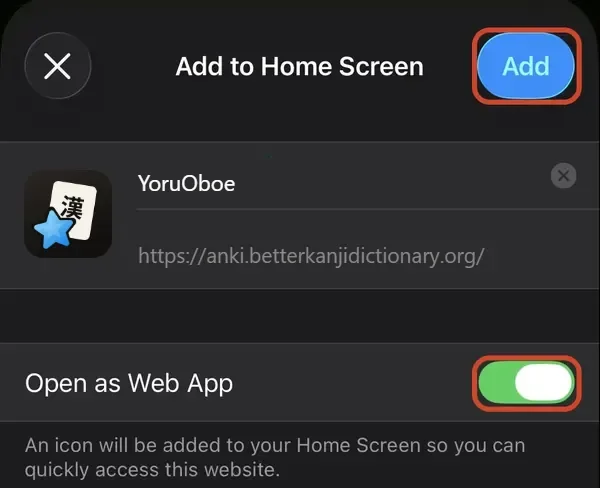 Add to Home Screen
Add
漢
YoruOboe
https://anki.betterkanjidictionary.org/
Open as Web App
An icon will be added to your Home Screen so you can
quickly access this website.